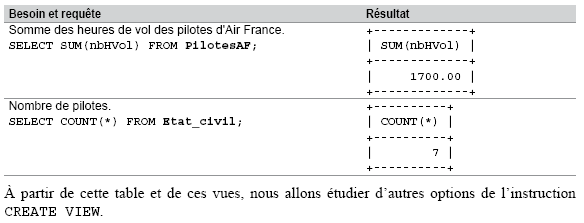 Besoin et requête Résultat
Somme des heures de vol des pilotes d'Air France.
SELECT SUM(nbHVol) FROM PilotesAF;
+-------------+
| SUM(nbHVol) |
+-------------+
| 1700.00 |
+-------------+
Nombre de pilotes.
SELECT COUNT(*) FROM Etat_civil;
+----------+
| COUNT(*) |
+----------+
| 7 |
+----------+
À partir de cette table et de ces vues, nous allons étudier d'autres options de l'instruction
CREATE VIEW.